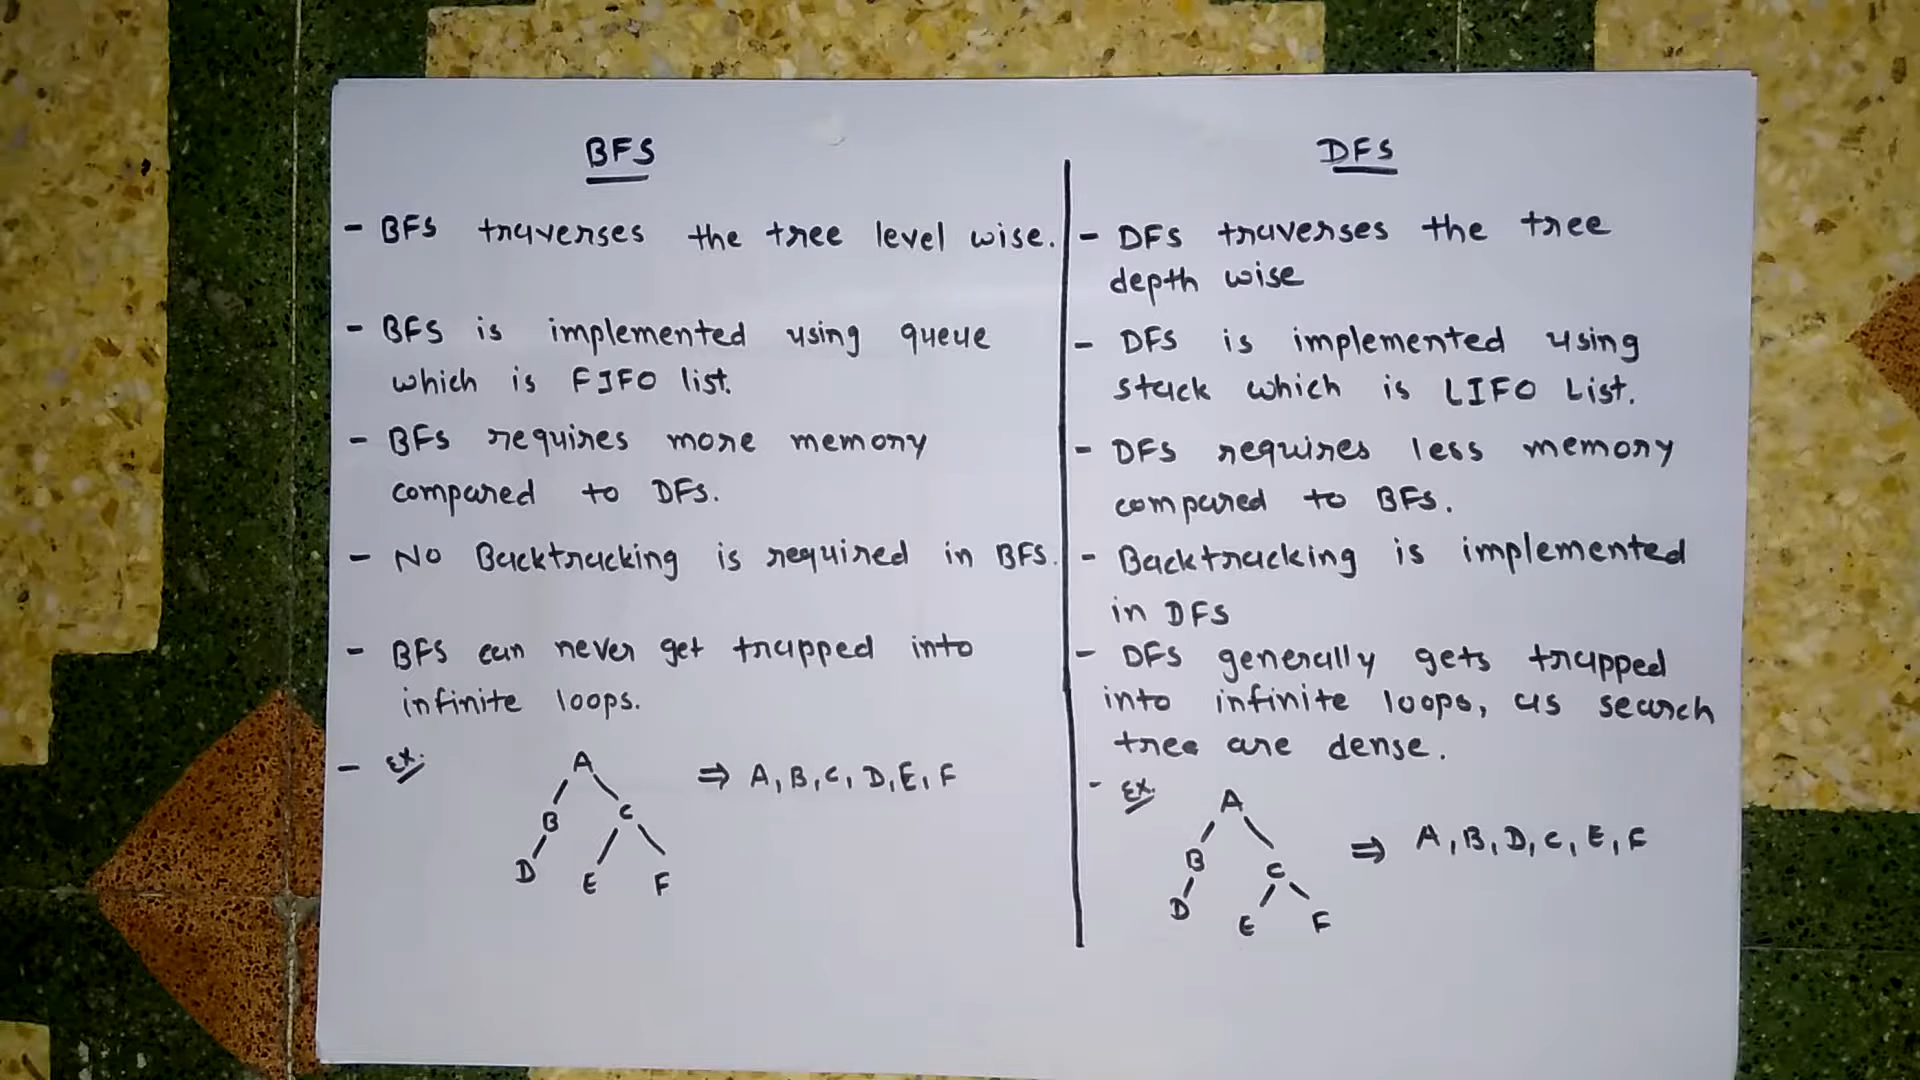 BFS
- BFS traverses the tree level wise.
- BFS is implemented using queue
which is FIFO list.
- BFS requires more memory
compared to DFS.
- No Backtracking is required in BFS.
- BFS can never get trapped into
infinite loops.
- Ex:
A
B C
D E F
⇒ A, B, C, D, E, F
DFS
- DFS traverses the tree
depth wise
- DFS is implemented using
stack which is LIFO List.
- DFS requires less memory
compared to BFS.
- Backtracking is implemented
in DFS
- DFS generally gets trapped
into infinite loops, as search
tree are dense.
- Ex.
A
B C
D E F
⇒ A, B, D, C, E, F